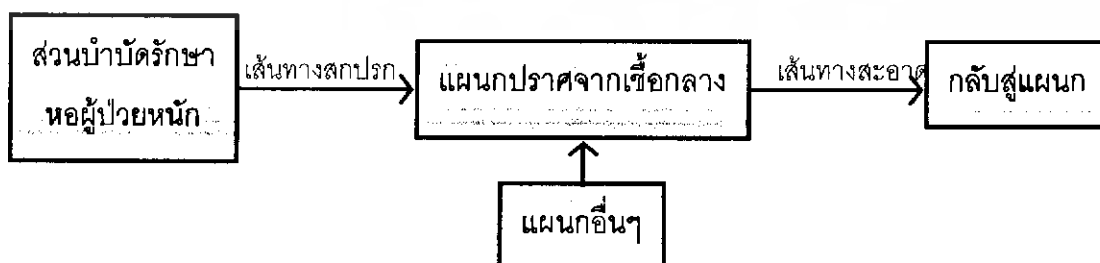 ส่วนบำบัดรักษา
หอผู้ป่วยหนัก
เส้นทางสกปรก
แผนกปราศจากเชื้อกลาง
เส้นทางสะอาด
กลับสู่แผนก
แผนกอื่นๆ